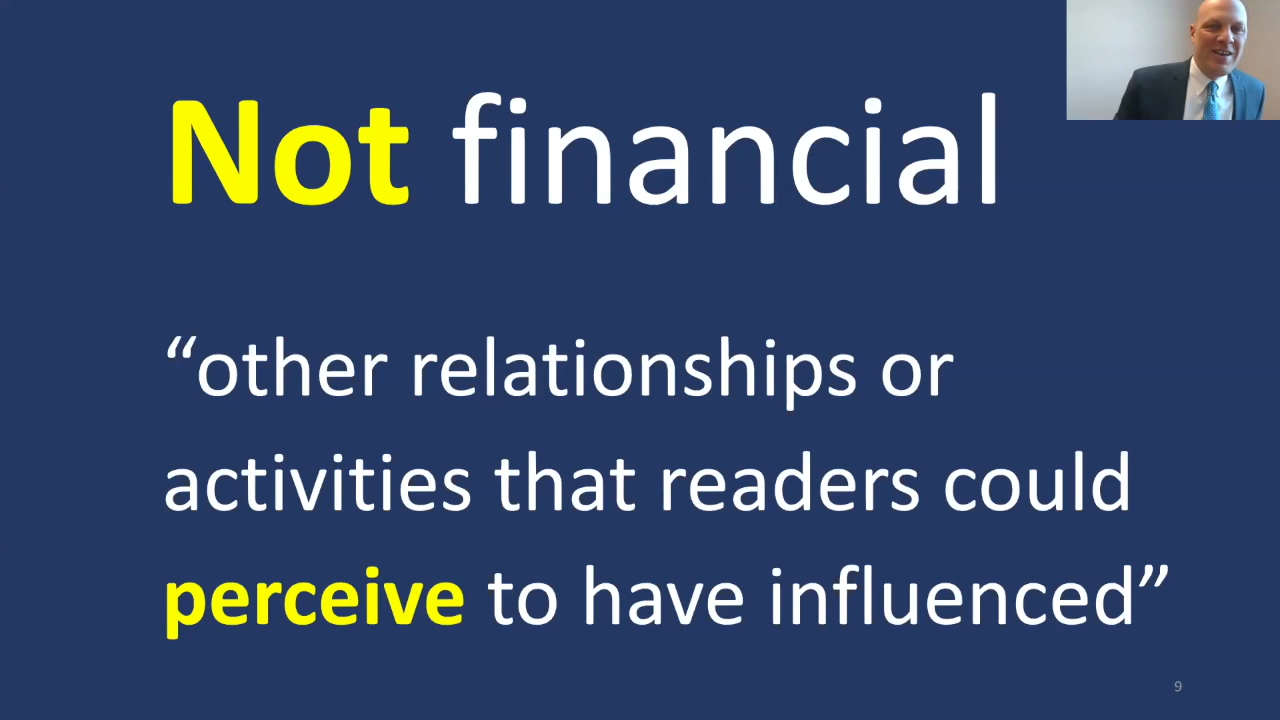 Not financial
“other relationships or
activities that readers could
perceive to have influenced”
9